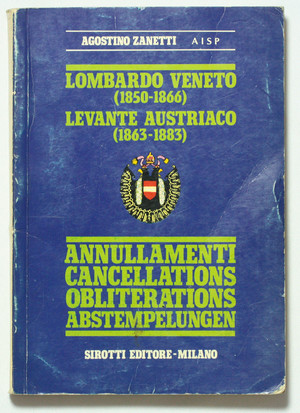 AGOSTINO ZANETTI AISP
LOMBARDO VENETO
(1850-1866)
LEVANTE AUSTRIACO
(1863-1883)
ANNULLAMENTI
CANCELLATIONS
OBLITERATIONS
ABSTEMPELUNGEN
SIROTTI EDITORE-MILANO